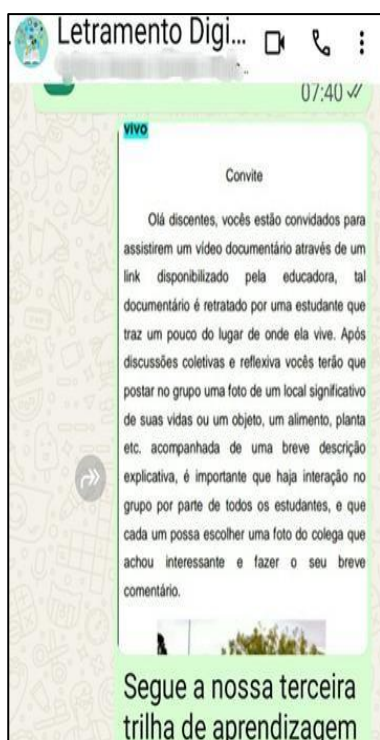 Letramento Digi...
07:40
vivo
Convite
Olá discentes, vocês estão convidados para
assistirem um vídeo documentário através de um
link disponibilizado pela educadora, tal
documentário é retratado por uma estudante que
traz um pouco do lugar de onde ela vive. Após
discussões coletivas e reflexiva vocês terão que
postar no grupo uma foto de um local significativo
de suas vidas ou um objeto, um alimento, planta
etc. acompanhada de uma breve descrição
explicativa, é importante que haja interação no
grupo por parte de todos os estudantes, e que
cada um possa escolher uma foto do colega que
achou interessante e fazer o seu breve
comentário.
Segue a nossa terceira
trilha de aprendizagem